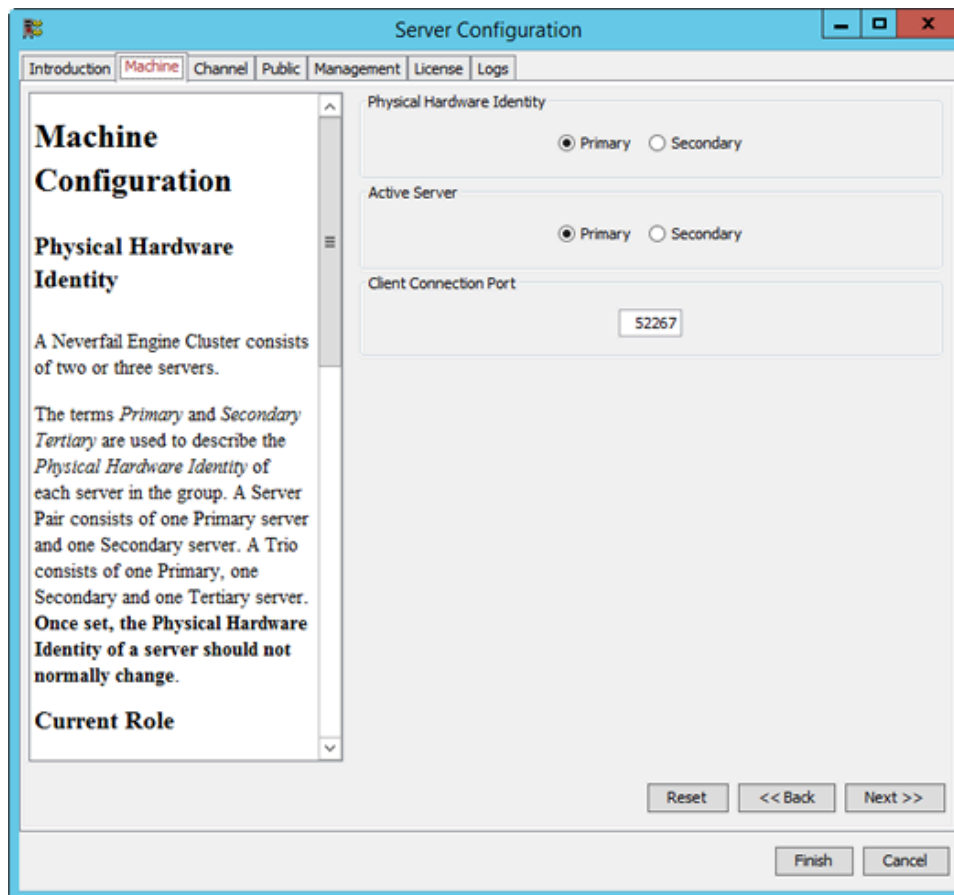 Server Configuration
Introduction Machine Channel Public Management License Logs
Machine
Configuration
Physical Hardware
Identity
A Neverfail Engine Cluster consists
of two or three servers.
The terms Primary and Secondary
Tertiary are used to describe the
Physical Hardware Identity of
each server in the group. A Server
Pair consists of one Primary server
and one Secondary server. A Trio
consists of one Primary, one
Secondary and one Tertiary server.
Once set, the Physical Hardware
Identity of a server should not
normally change.
Current Role
Physical Hardware Identity
Primary Secondary
Active Server
Primary Secondary
Client Connection Port
52267
Reset << Back Next >>
Finish Cancel